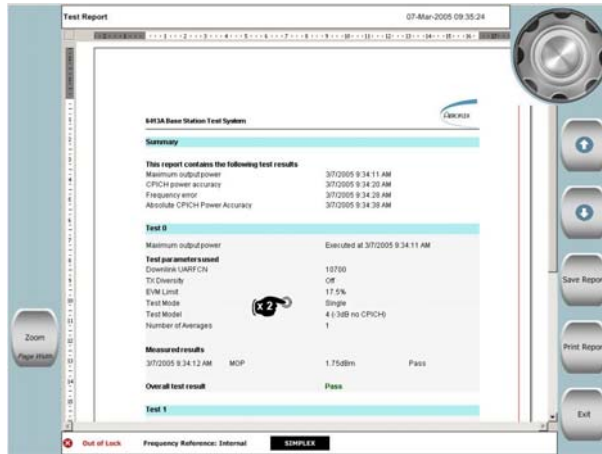 Test Report 07-Mar-2005 09:35:24
6413A Base Station Test System
AEROFLEX
Summary
This report contains the following test results
Maximum output power 3/7/2005 9:34:11 AM
CPICH power accuracy 3/7/2005 9:34:20 AM
Frequency error 3/7/2005 9:34:28 AM
Absolute CPICH Power Accuracy 3/7/2005 9:34:38 AM
Test 0
Maximum output power Executed at 3/7/2005 9:34:11 AM
Test parameters used
Downlink UARFCN 10700
TX Diversity Off
EVM Limit 17.5%
Test Mode Single
x 2
Test Model 4 (-3dB no CPICH)
Number of Averages 1
Measured results
3/7/2005 9:34:12 AM MOP 1.75dBm Pass
Overall test result Pass
Test 1
Zoom
Page Width
Save Report
Print Report
Exit
Out of Lock Frequency Reference: Internal SIMPLEX